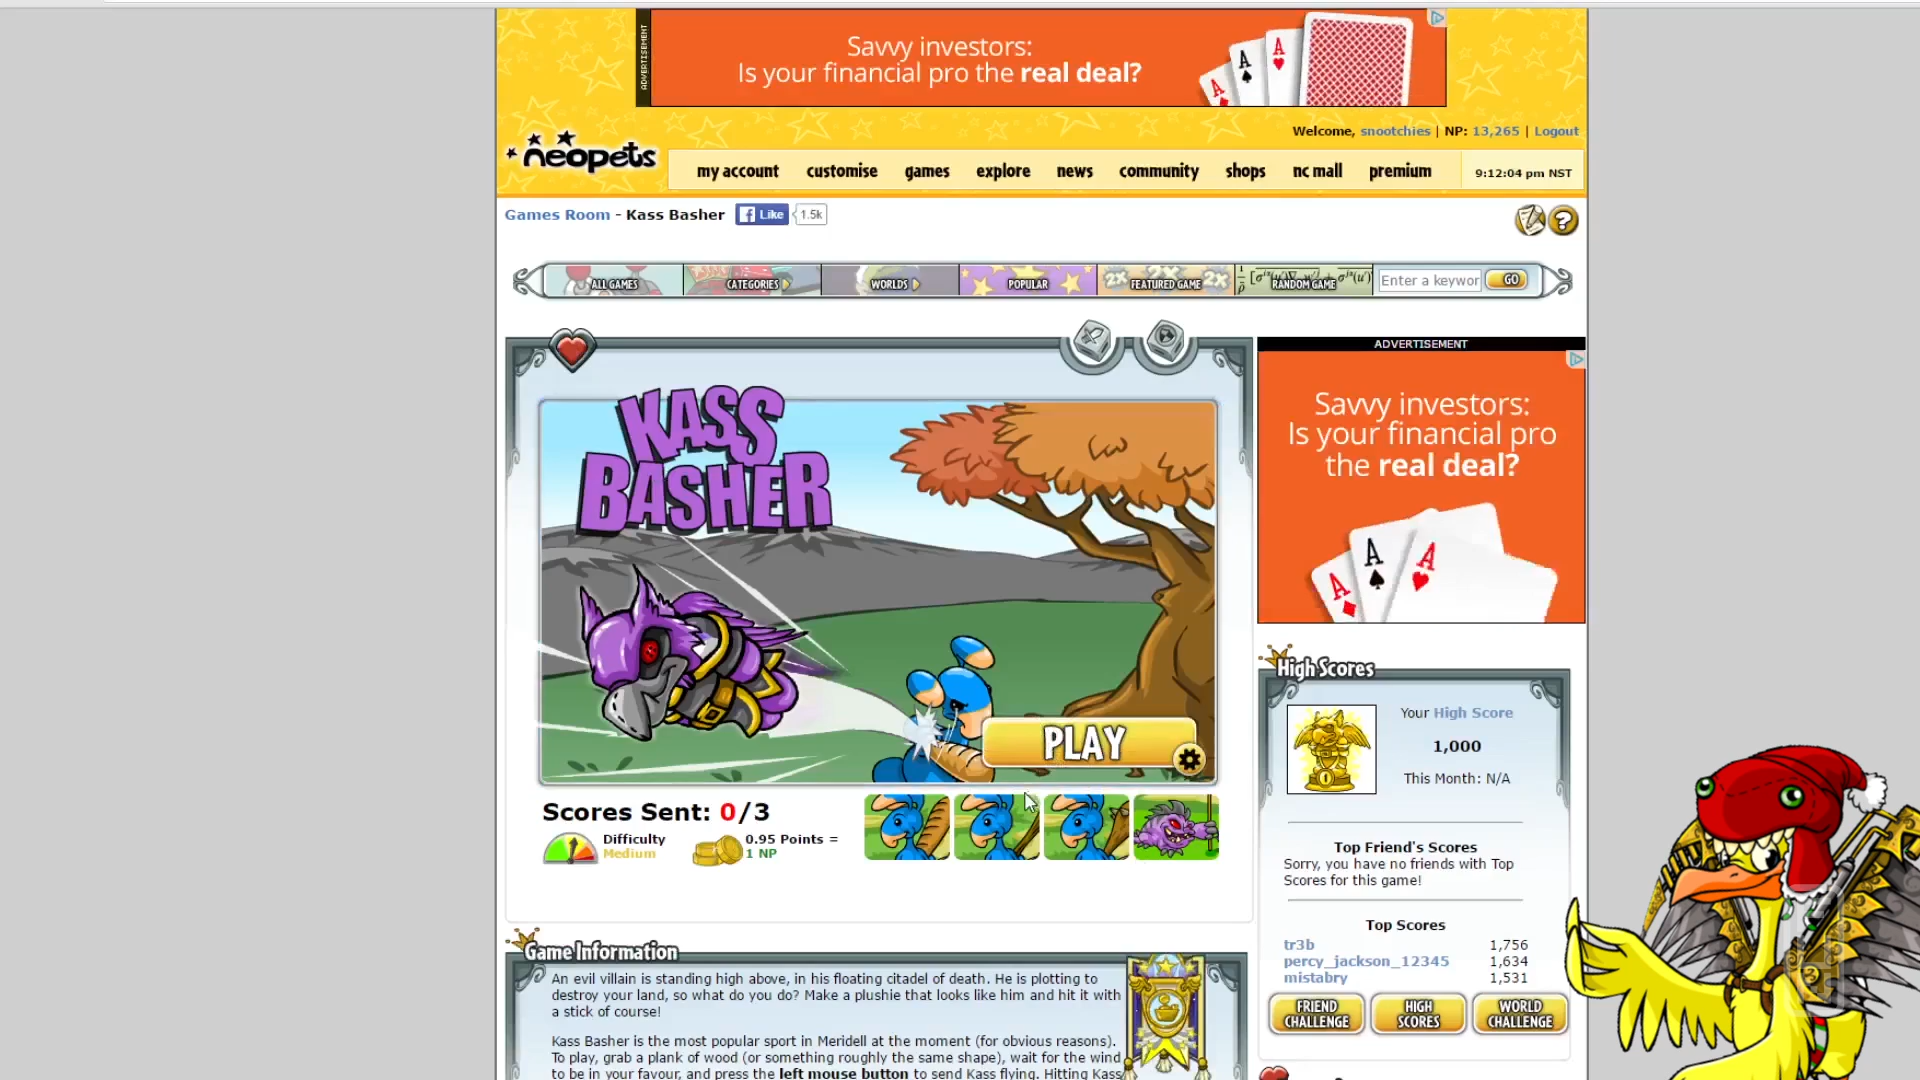 ADVERTISEMENT
Savvy investors:
Is your financial pro the real deal?
A A A
neopets
Welcome, snootchies | NP: 13,265 | Logout
my account customise games explore news community shops nc mall premium
9:12:04 pm NST
Games Room - Kass Basher Like 1.5k
ALL GAMES CATEGORIES WORLDS POPULAR 2X 2X 2X FEATURED GAME RANDOM GAME Enter a keywor GO
KASS
BASHER
PLAY
Scores Sent: 0/3
Difficulty
Medium
0.95 Points =
1 NP
ADVERTISEMENT
Savvy investors:
Is your financial pro
the real deal?
A A A
High Scores
Your High Score
1,000
This Month: N/A
Top Friend's Scores
Sorry, you have no friends with Top
Scores for this game!
Top Scores
tr3b 1,756
percy_jackson_12345 1,634
mistabry 1,531
FRIEND CHALLENGE
HIGH SCORES
WORLD CHALLENGE
Game Information
An evil villain is standing high above, in his floating citadel of death. He is plotting to
destroy your land, so what do you do? Make a plushie that looks like him and hit it with
a stick of course!
Kass Basher is the most popular sport in Meridell at the moment (for obvious reasons).
To play, grab a plank of wood (or something roughly the same shape), wait for the wind
to be in your favour, and press the left mouse button to send Kass flying. Hitting Kass